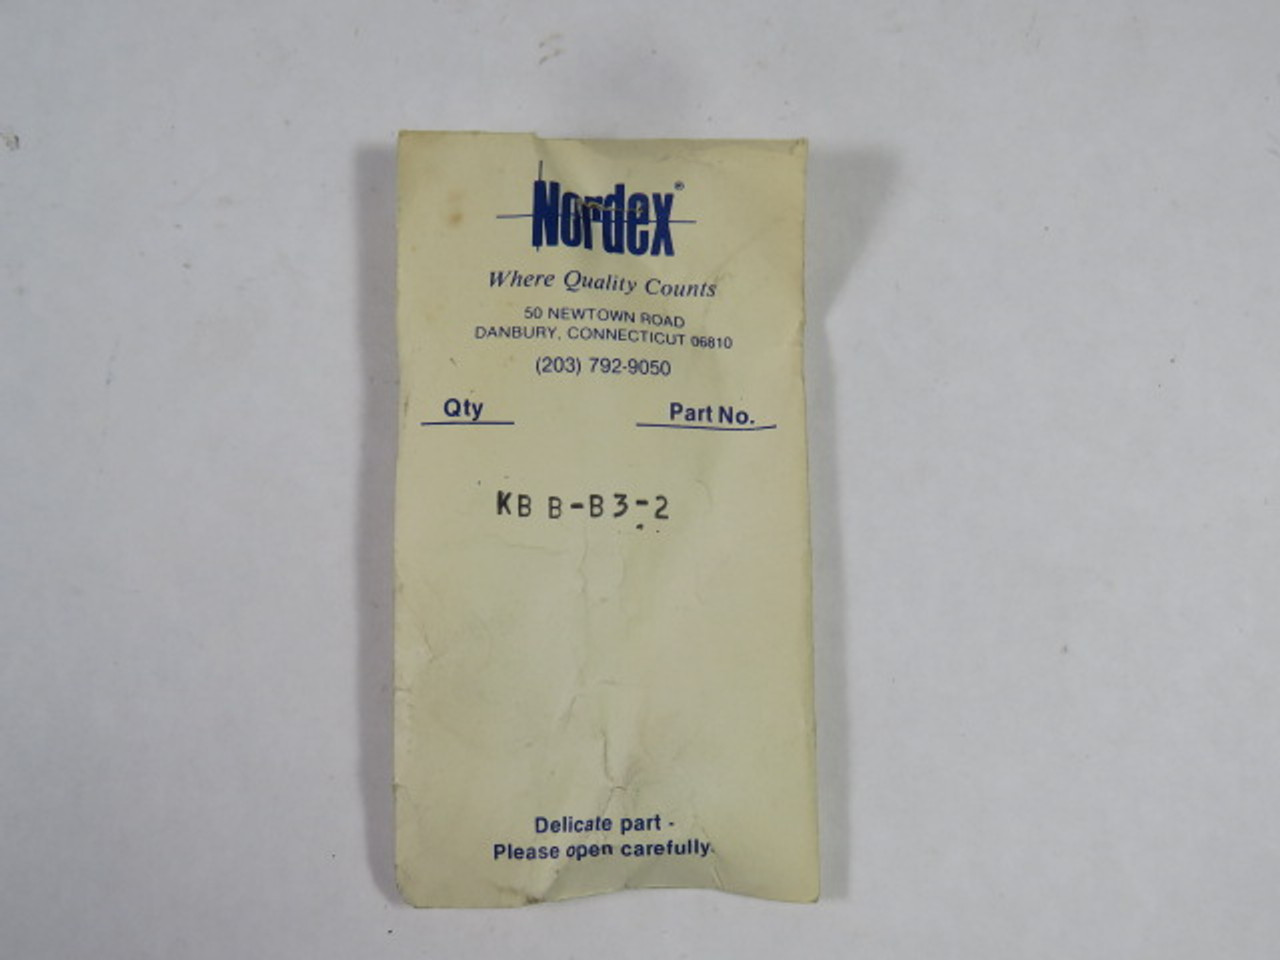 Nordex®
Where Quality Counts
50 NEWTOWN ROAD
DANBURY, CONNECTICUT 06810
(203) 792-9050
Qty Part No.
KBB-B3-2
Delicate part -
Please open carefully.